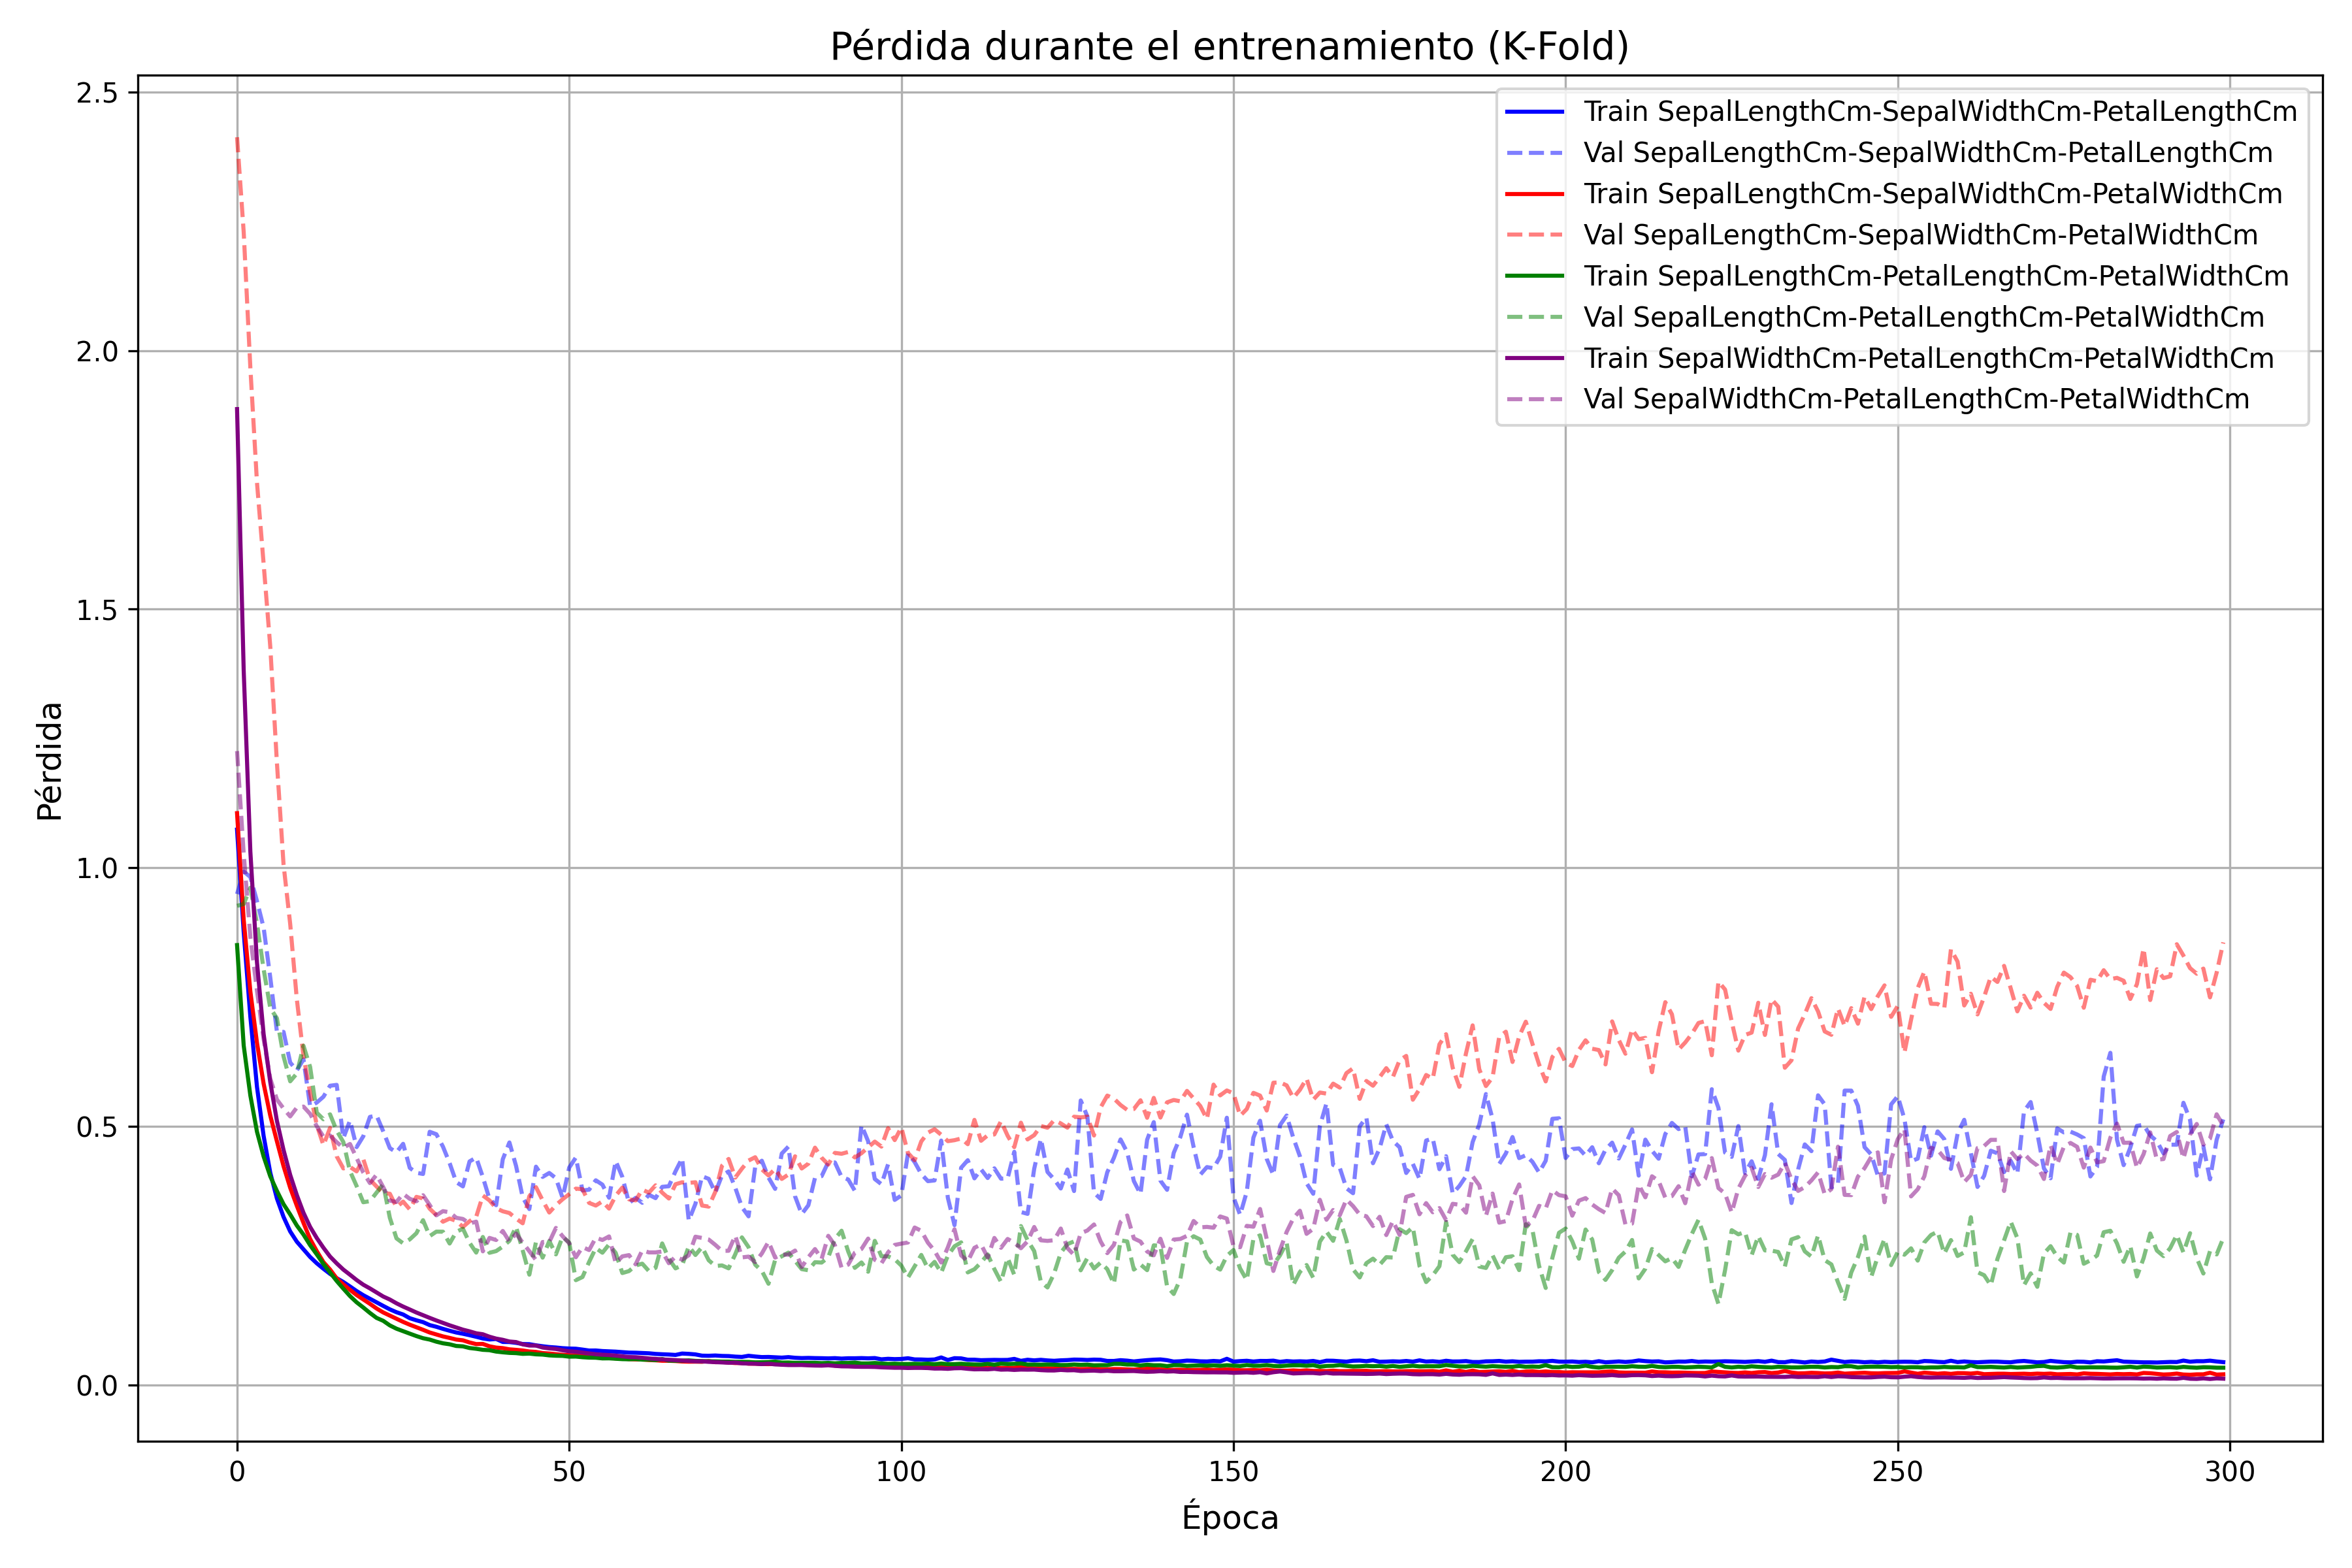 Pérdida durante el entrenamiento (K-Fold)
2.5
2.0
1.5
1.0
0.5
0.0
Pérdida
Train SepalLengthCm-SepalWidthCm-PetalLengthCm
Val SepalLengthCm-SepalWidthCm-PetalLengthCm
Train SepalLengthCm-SepalWidthCm-PetalWidthCm
Val SepalLengthCm-SepalWidthCm-PetalWidthCm
Train SepalLengthCm-PetalLengthCm-PetalWidthCm
Val SepalLengthCm-PetalLengthCm-PetalWidthCm
Train SepalWidthCm-PetalLengthCm-PetalWidthCm
Val SepalWidthCm-PetalLengthCm-PetalWidthCm
0 50 100 150 200 250 300
Época